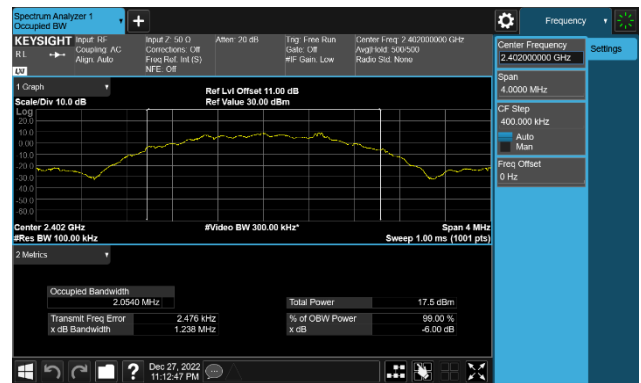 Spectrum Analyzer 1
Occupied BW
Frequency
KEYSIGHT
Input: RF
Coupling: AC
Align: Auto
Input Z: 50 Ω
Corrections: Off
Freq Ref: Int (S)
NFE: Off
Atten: 20 dB
Trig: Free Run
Gate: Off
#IF Gain: Low
Center Freq: 2.402000000 GHz
Avg|Hold: 500/500
Radio Std: None
RL
LXI
Center Frequency
2.402000000 GHz
Settings
Span
4.0000 MHz
CF Step
400.000 kHz
Auto
Man
Freq Offset
0 Hz
1 Graph
Scale/Div 10.0 dB
Ref Lvl Offset 11.00 dB
Ref Value 30.00 dBm
Log
20.0
10.0
0.00
-10.0
-20.0
-30.0
-40.0
-50.0
-60.0
Center 2.402 GHz
#Video BW 300.00 kHz*
Span 4 MHz
#Res BW 100.00 kHz
Sweep 1.00 ms (1001 pts)
2 Metrics
Occupied Bandwidth
2.0540 MHz
Total Power 17.5 dBm
Transmit Freq Error 2.476 kHz
% of OBW Power 99.00 %
x dB Bandwidth 1.238 MHz
x dB -6.00 dB
?
Dec 27, 2022
11:12:47 PM